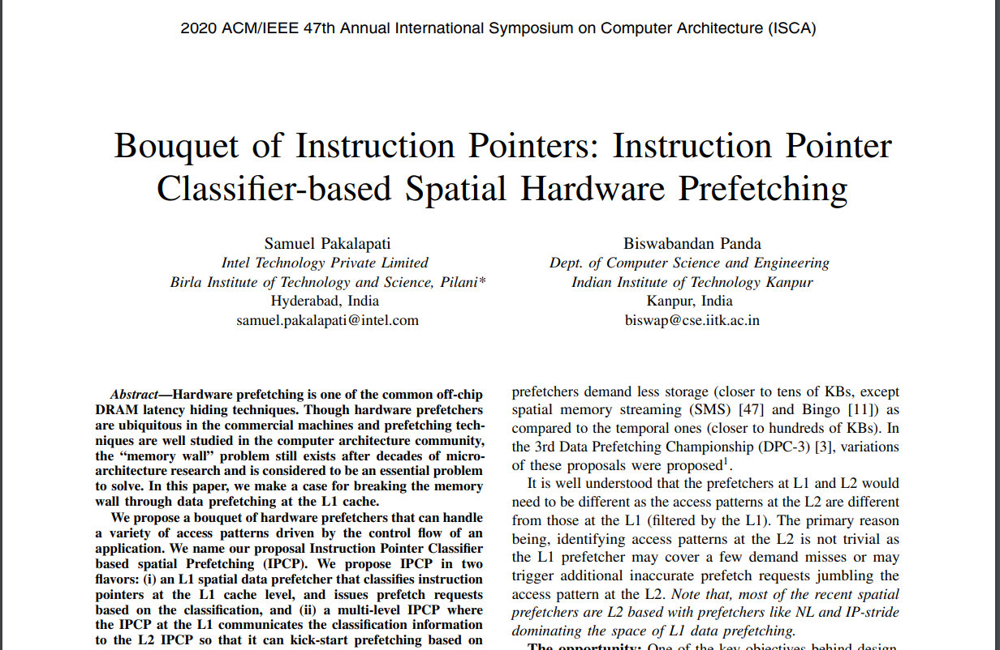 2020 ACM/IEEE 47th Annual International Symposium on Computer Architecture (ISCA)
Bouquet of Instruction Pointers: Instruction Pointer
Classifier-based Spatial Hardware Prefetching
Samuel Pakalapati
Intel Technology Private Limited
Birla Institute of Technology and Science, Pilani*
Hyderabad, India
samuel.pakalapati@intel.com
Biswabandan Panda
Dept. of Computer Science and Engineering
Indian Institute of Technology Kanpur
Kanpur, India
biswap@cse.iitk.ac.in
Abstract—Hardware prefetching is one of the common off-chip
DRAM latency hiding techniques. Though hardware prefetchers
are ubiquitous in the commercial machines and prefetching tech-
niques are well studied in the computer architecture community,
the “memory wall” problem still exists after decades of micro-
architecture research and is considered to be an essential problem
to solve. In this paper, we make a case for breaking the memory
wall through data prefetching at the L1 cache.
We propose a bouquet of hardware prefetchers that can handle
a variety of access patterns driven by the control flow of an
application. We name our proposal Instruction Pointer Classifier
based spatial Prefetching (IPCP). We propose IPCP in two
flavors: (i) an L1 spatial data prefetcher that classifies instruction
pointers at the L1 cache level, and issues prefetch requests
based on the classification, and (ii) a multi-level IPCP where
the IPCP at the L1 communicates the classification information
to the L2 IPCP so that it can kick-start prefetching based on
prefetchers demand less storage (closer to tens of KBs, except
spatial memory streaming (SMS) [47] and Bingo [11]) as
compared to the temporal ones (closer to hundreds of KBs). In
the 3rd Data Prefetching Championship (DPC-3) [3], variations
of these proposals were proposed¹.
It is well understood that the prefetchers at L1 and L2 would
need to be different as the access patterns at the L2 are different
from those at the L1 (filtered by the L1). The primary reason
being, identifying access patterns at the L2 is not trivial as
the L1 prefetcher may cover a few demand misses or may
trigger additional inaccurate prefetch requests jumbling the
access pattern at the L2. Note that, most of the recent spatial
prefetchers are L2 based with prefetchers like NL and IP-stride
dominating the space of L1 data prefetching.
The opportunity: One of the key objectives behind design